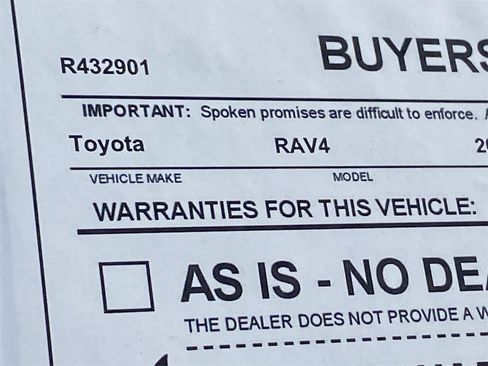 R432901
BUYERS
IMPORTANT: Spoken promises are difficult to enforce.
Toyota RAV4
VEHICLE MAKE MODEL
WARRANTIES FOR THIS VEHICLE:
AS IS - NO
THE DEALER DOES NOT PROVIDE A